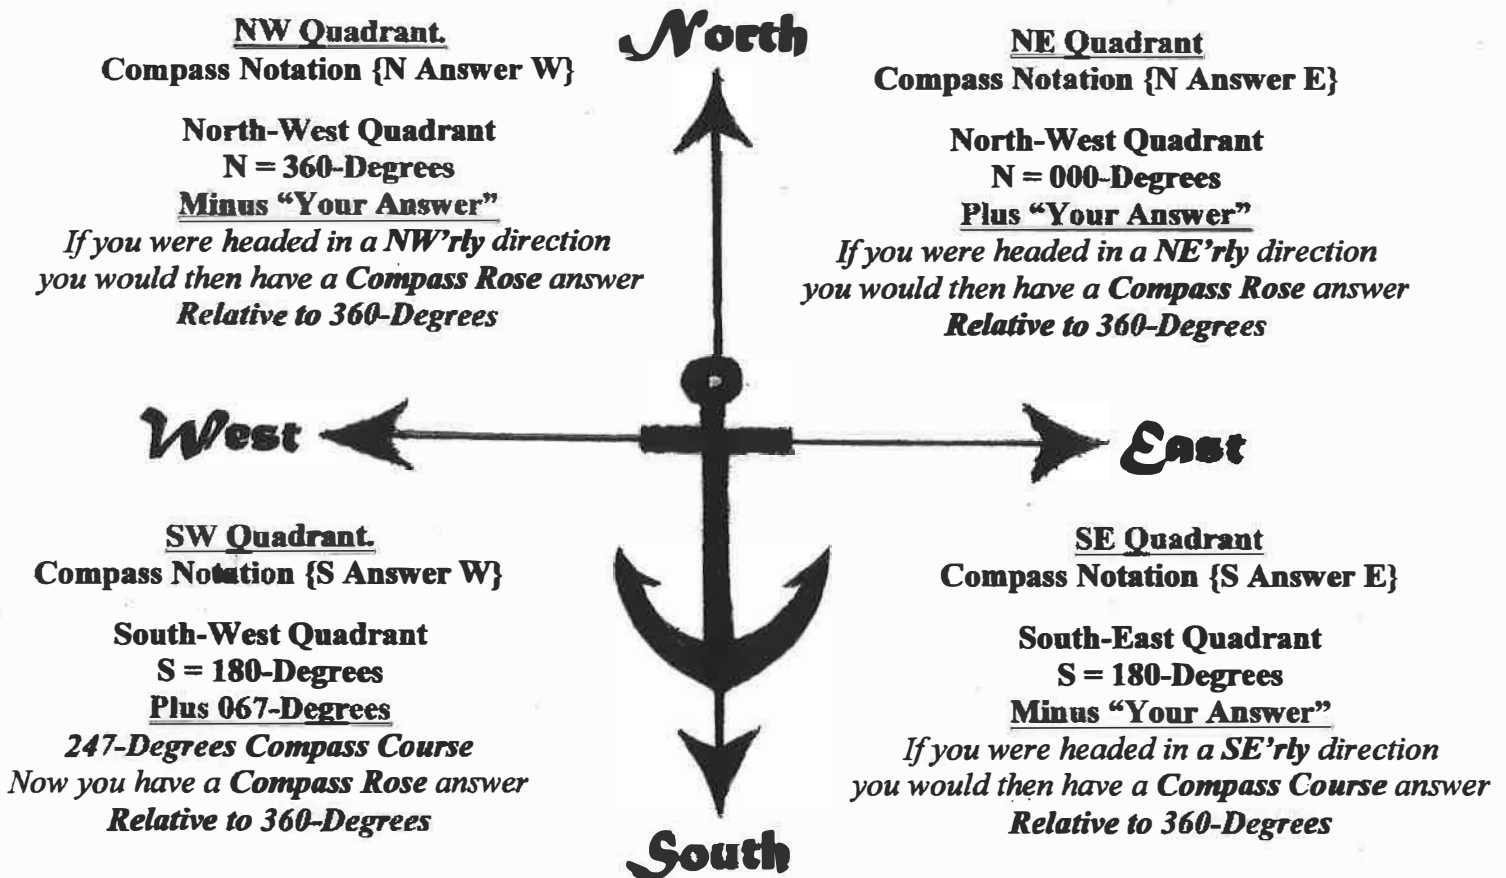 North
NW Quadrant.
Compass Notation {N Answer W}
North-West Quadrant
N = 360-Degrees
Minus “Your Answer”
If you were headed in a NW’rly direction
you would then have a Compass Rose answer
Relative to 360-Degrees
NE Quadrant
Compass Notation {N Answer E}
North-West Quadrant
N = 000-Degrees
Plus “Your Answer”
If you were headed in a NE’rly direction
you would then have a Compass Rose answer
Relative to 360-Degrees
West
East
SW Quadrant.
Compass Notation {S Answer W}
South-West Quadrant
S = 180-Degrees
Plus 067-Degrees
247-Degrees Compass Course
Now you have a Compass Rose answer
Relative to 360-Degrees
SE Quadrant
Compass Notation {S Answer E}
South-East Quadrant
S = 180-Degrees
Minus “Your Answer”
If you were headed in a SE’rly direction
you would then have a Compass Course answer
Relative to 360-Degrees
South